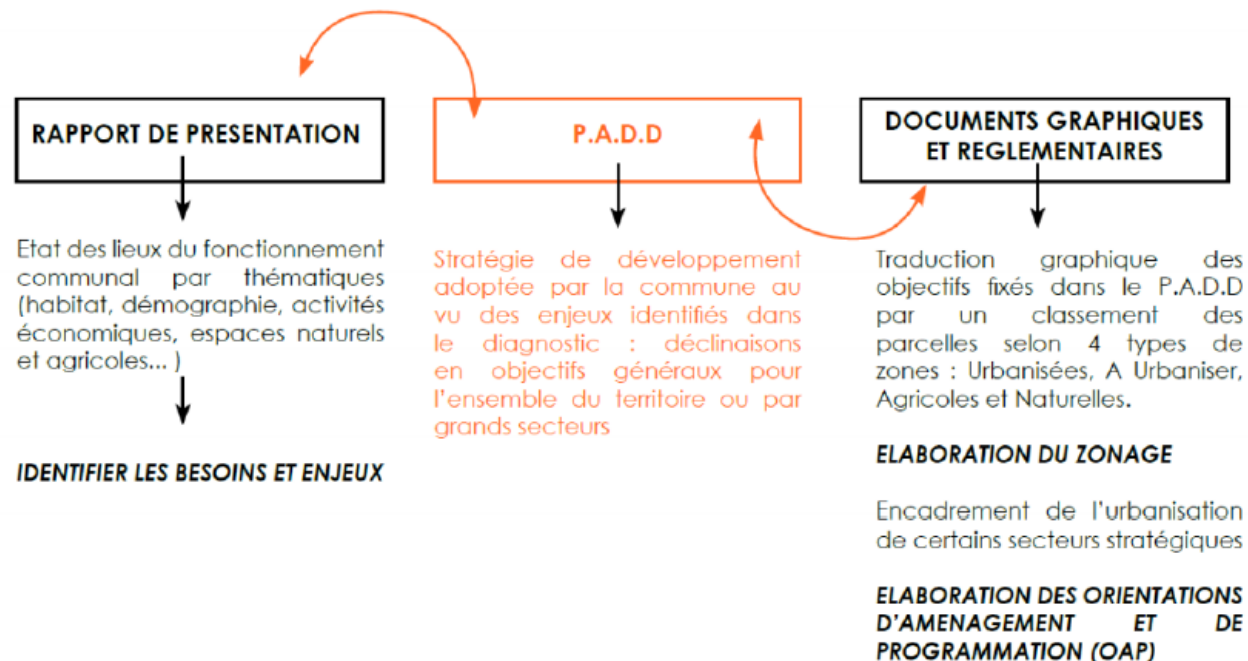 RAPPORT DE PRESENTATION
Etat des lieux du fonctionnement
communal par thématiques
(habitat, démographie, activités
économiques, espaces naturels
et agricoles... )
IDENTIFIER LES BESOINS ET ENJEUX
P.A.D.D
Stratégie de développement
adoptée par la commune au
vu des enjeux identifiés dans
le diagnostic : déclinaisons
en objectifs généraux pour
l'ensemble du territoire ou par
grands secteurs
DOCUMENTS GRAPHIQUES
ET REGLEMENTAIRES
Traduction graphique des
objectifs fixés dans le P.A.D.D
par un classement des
parcelles selon 4 types de
zones : Urbanisées, A Urbaniser,
Agricoles et Naturelles.
ELABORATION DU ZONAGE
Encadrement de l'urbanisation
de certains secteurs stratégiques
ELABORATION DES ORIENTATIONS
D'AMENAGEMENT ET DE
PROGRAMMATION (OAP)